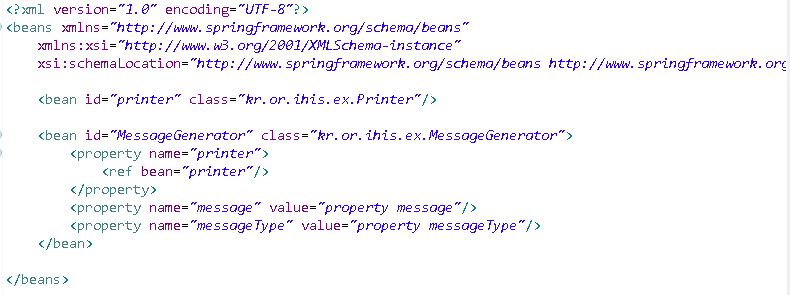 <?xml version="1.0" encoding="UTF-8"?>
<beans xmlns="http://www.springframework.org/schema/beans"
xmlns:xsi="http://www.w3.org/2001/XMLSchema-instance"
xsi:schemaLocation="http://www.springframework.org/schema/beans http://www.springframework.org
<bean id="printer" class="kr.or.ihis.ex.Printer"/>
<bean id="MessageGenerator" class="kr.or.ihis.ex.MessageGenerator">
<property name="printer">
<ref bean="printer"/>
</property>
<property name="message" value="property message"/>
<property name="messageType" value="property messageType"/>
</bean>
</beans>